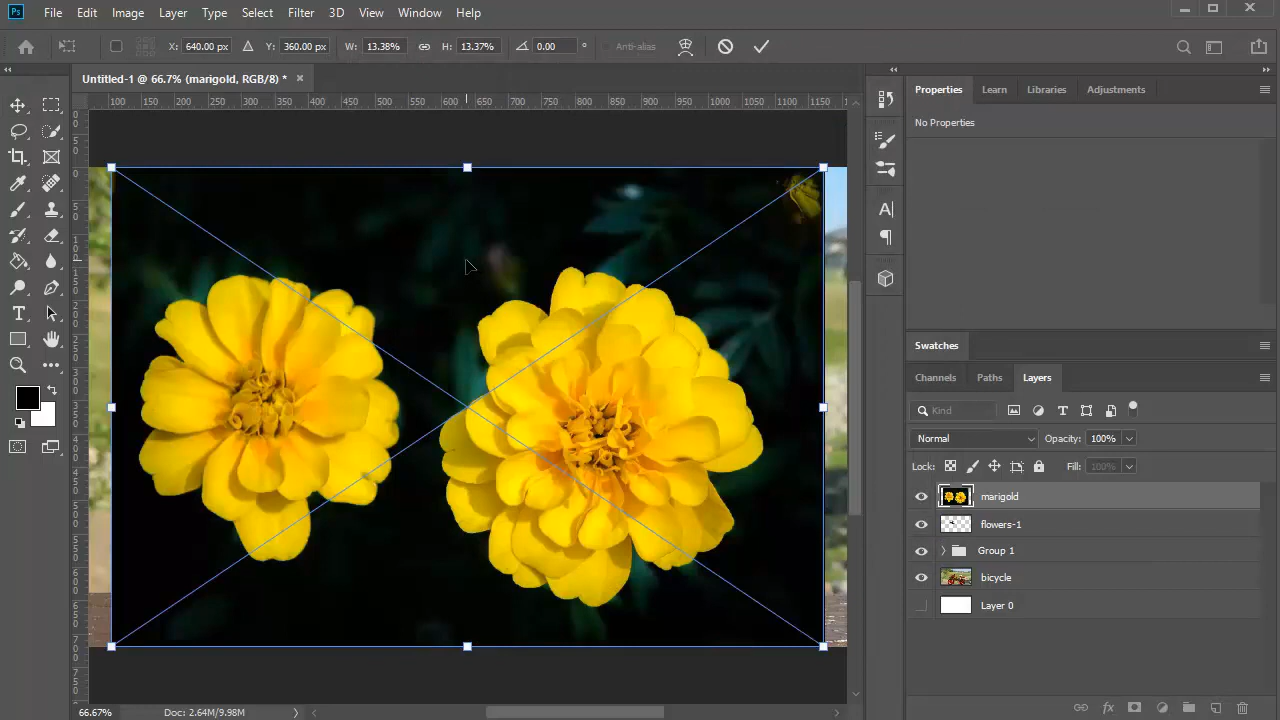 Ps File Edit Image Layer Type Select Filter 3D View Window Help
X: 640.00 px Y: 360.00 px W: 13.38% H: 13.37% 0.00 ° Anti-alias
Untitled-1 @ 66.7% (marigold, RGB/8) *
100 150 200 250 300 350 400 450 500 550 600 650 700 750 800 850 900 950 1000 1050 1100 1150
Properties Learn Libraries Adjustments
No Properties
Swatches
Channels Paths Layers
Kind
Normal Opacity: 100%
Lock: Fill: 100%
marigold
flowers-1
Group 1
bicycle
Layer 0
66.67% Doc: 2.64M/9.98M